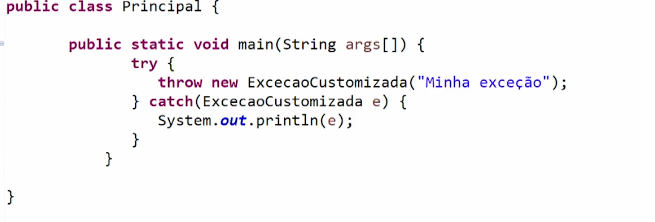 public class Principal {
public static void main(String args[]) {
try {
throw new ExcecaoCustomizada("Minha exceção");
} catch(ExcecaoCustomizada e) {
System.out.println(e);
}
}
}